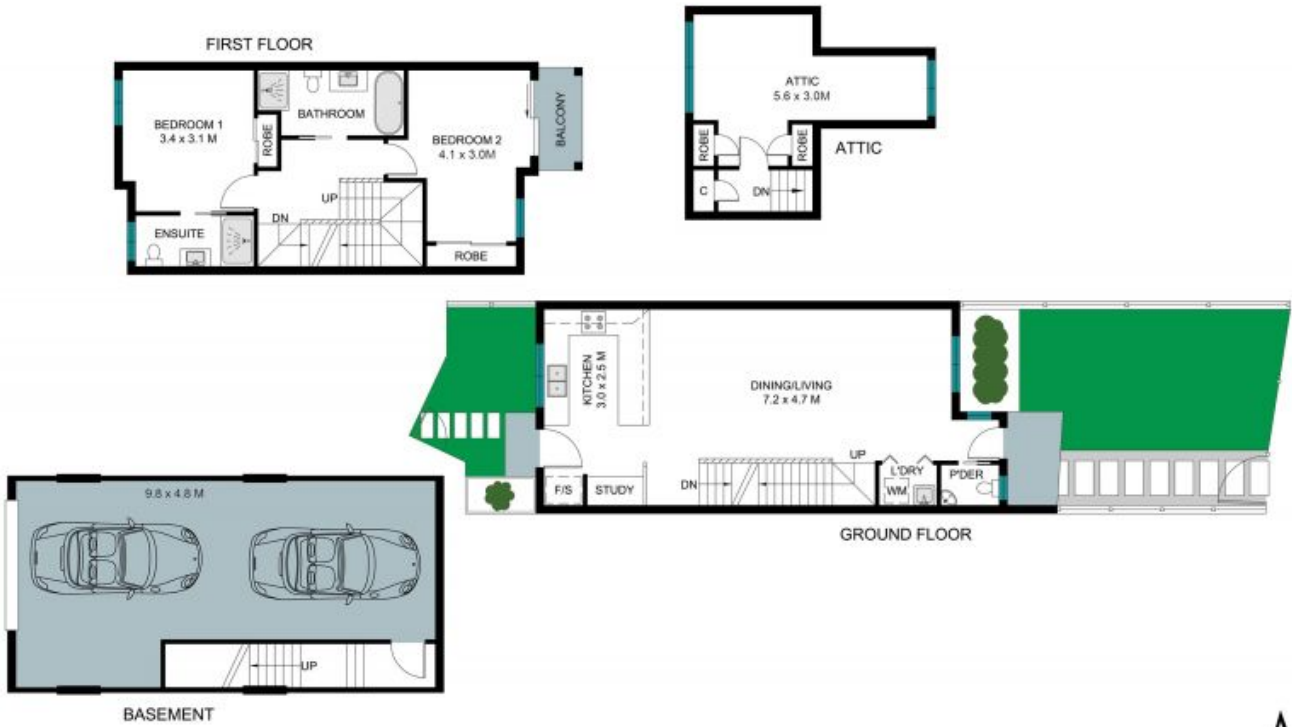 FIRST FLOOR
BEDROOM 1
3.4 x 3.1 M
ROBE
BATHROOM
BEDROOM 2
4.1 x 3.0M
BALCONY
UP
DN
ENSUITE
ROBE
ATTIC
5.6 x 3.0M
ROBE
ROBE
C
DN
ATTIC
KITCHEN
3.0 x 2.5 M
DINING/LIVING
7.2 x 4.7 M
UP
DN
F/S
STUDY
L'DRY
WM
P'DER
GROUND FLOOR
9.8 x 4.8 M
UP
BASEMENT